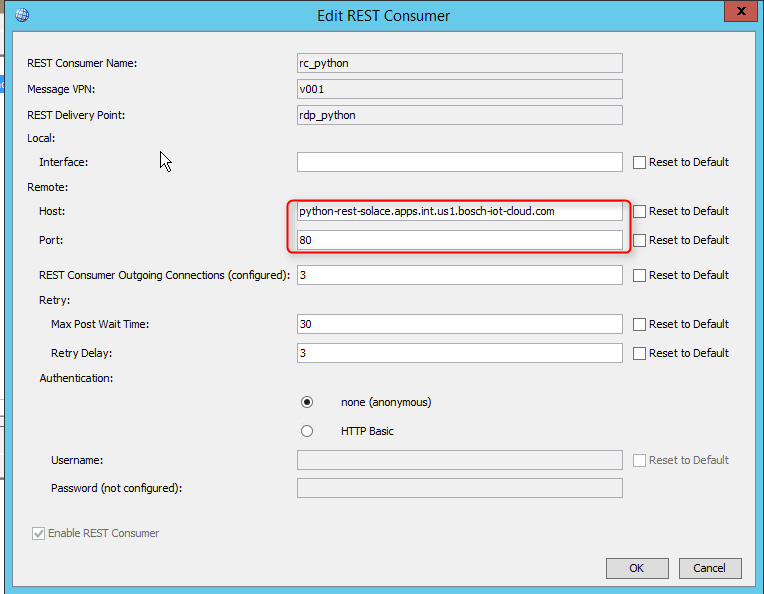 Edit REST Consumer
X
REST Consumer Name: rc_python
Message VPN: v001
REST Delivery Point: rdp_python
Local:
Interface: Reset to Default
Remote:
Host: python-rest-solace.apps.int.us1.bosch-iot-cloud.com Reset to Default
Port: 80 Reset to Default
REST Consumer Outgoing Connections (configured): 3 Reset to Default
Retry:
Max Post Wait Time: 30 Reset to Default
Retry Delay: 3 Reset to Default
Authentication:
none (anonymous)
HTTP Basic
Username: Reset to Default
Password (not configured):
Enable REST Consumer
OK Cancel